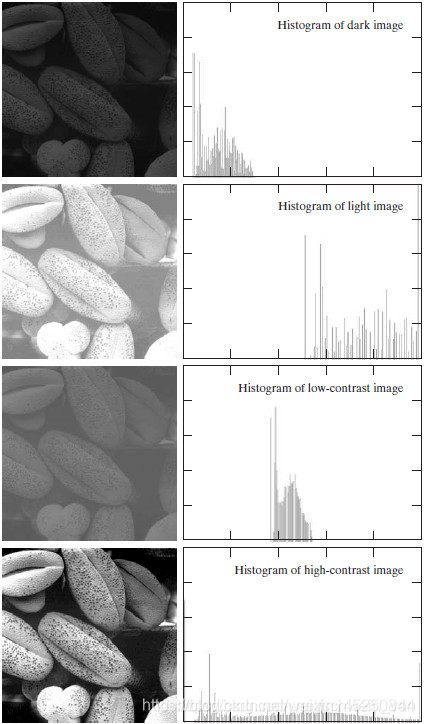 Histogram of dark image
Histogram of light image
Histogram of low-contrast image
Histogram of high-contrast image